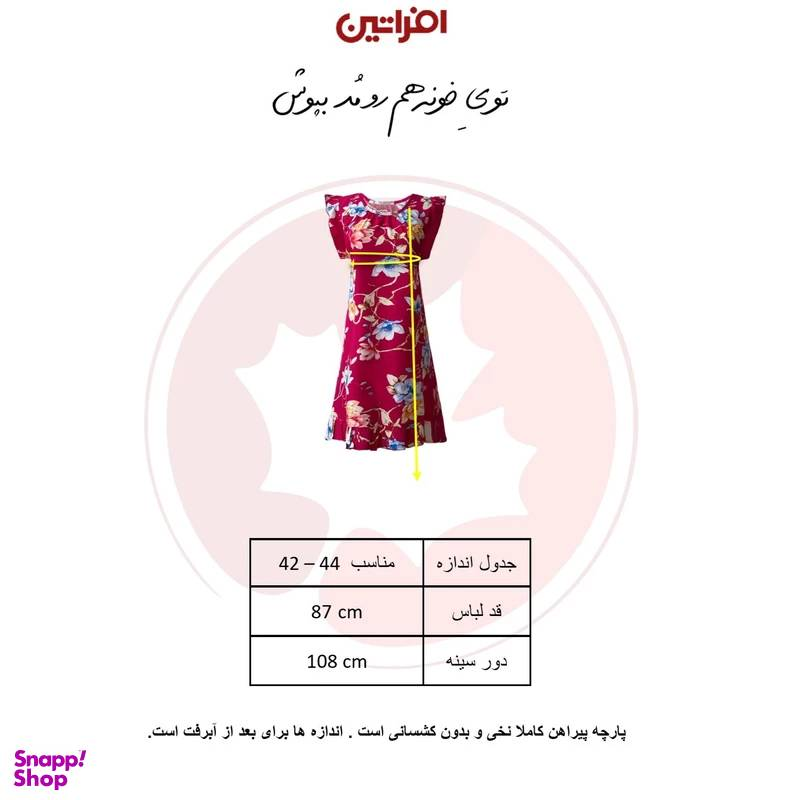 افراتین
توی خونه هم رو مُد بپوش
جدول اندازه مناسب 44 – 42
قد لباس 87 cm
دور سینه 108 cm
پارچه پیراهن کاملا نخی و بدون کشسانی است . اندازه ها برای بعد از آبرفت است.
Snapp!
Shop